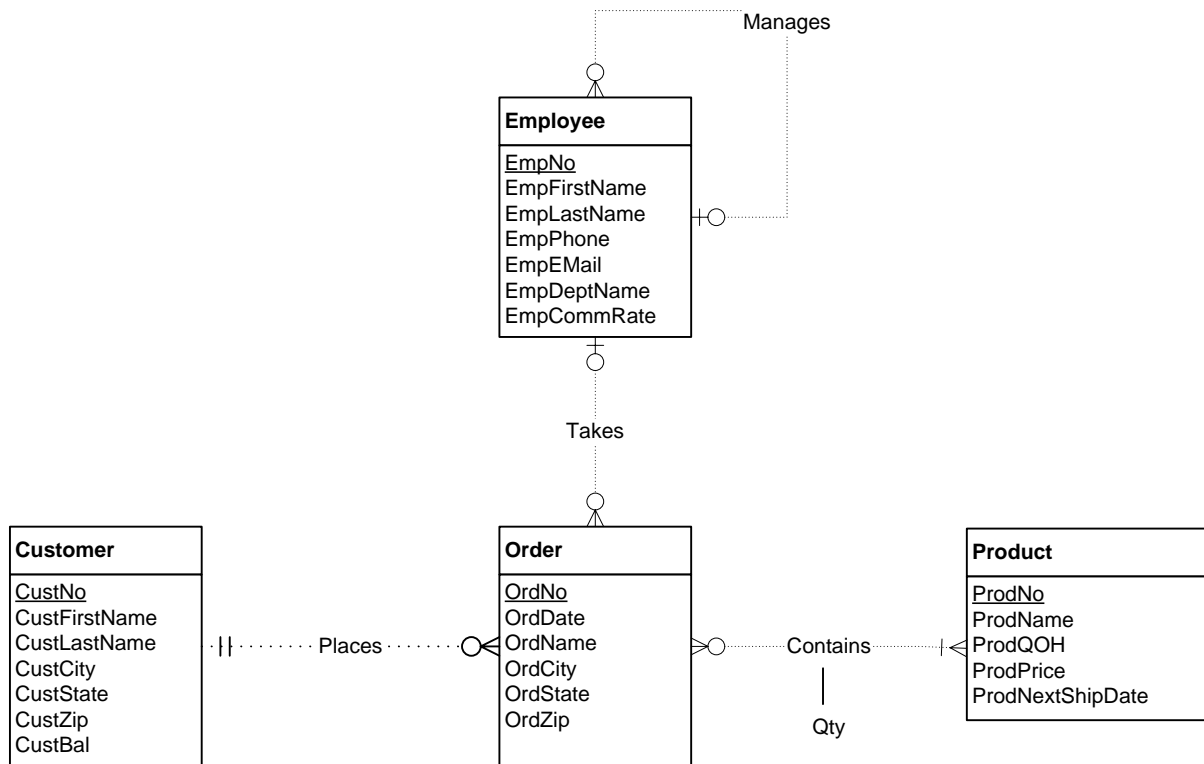 Manages
Employee
EmpNo
EmpFirstName
EmpLastName
EmpPhone
EmpEMail
EmpDeptName
EmpCommRate
Takes
Customer
CustNo
CustFirstName
CustLastName
CustCity
CustState
CustZip
CustBal
Places
Order
OrdNo
OrdDate
OrdName
OrdCity
OrdState
OrdZip
Contains
Qty
Product
ProdNo
ProdName
ProdQOH
ProdPrice
ProdNextShipDate